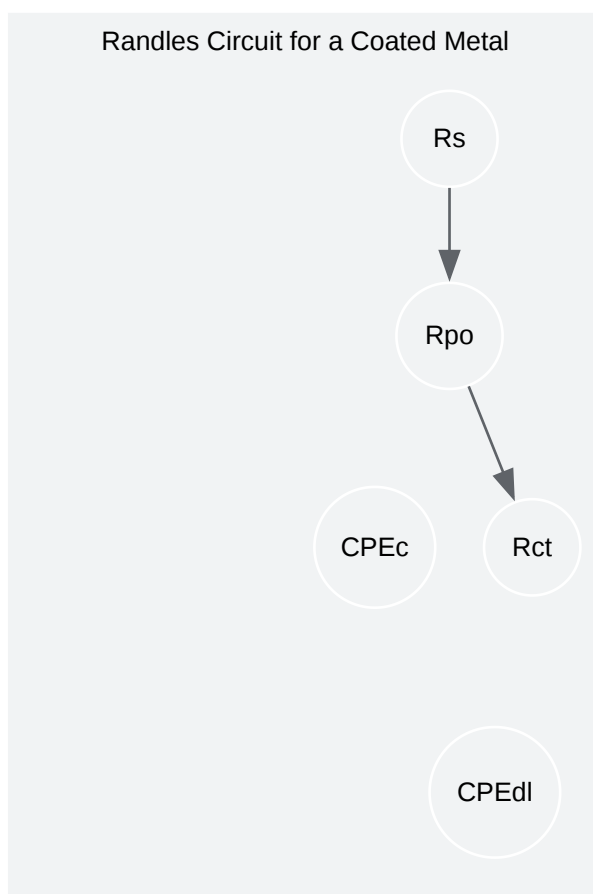 Randles Circuit for a Coated Metal
Rs
Rpo
CPEc
Rct
CPEdl